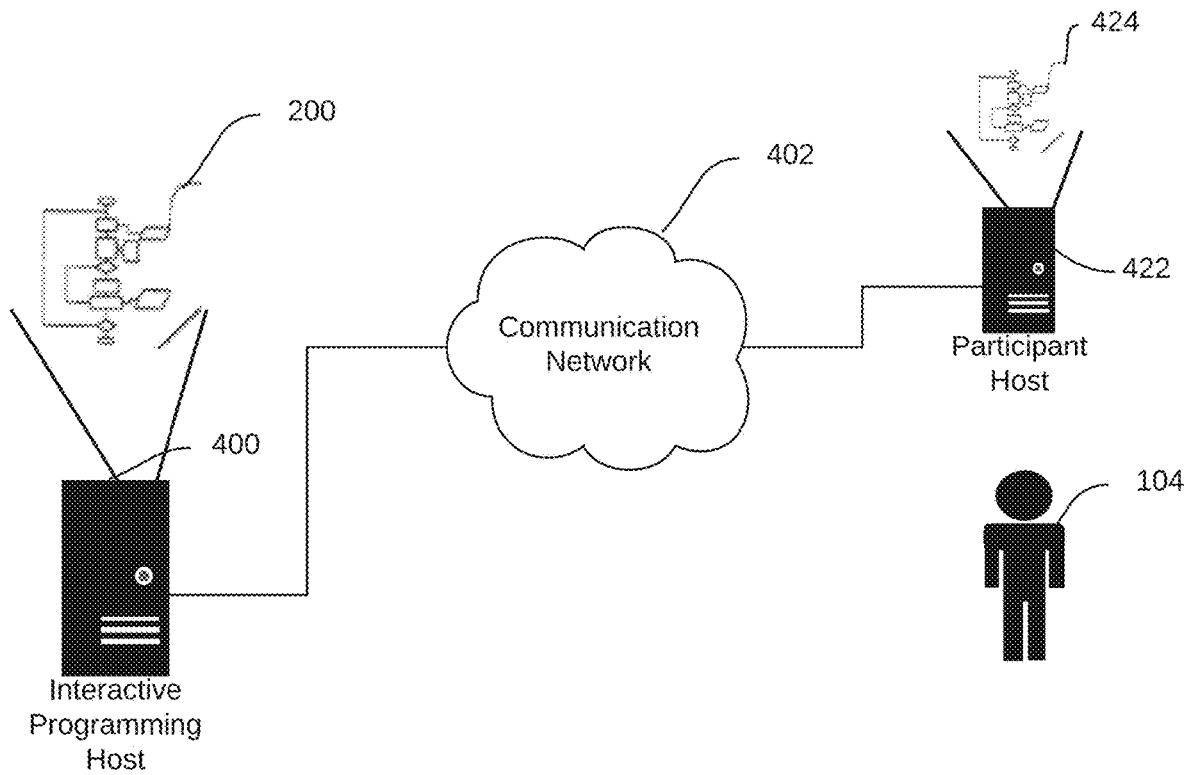 424
200
402
422
Communication
Network
Participant
Host
400
104
Interactive
Programming
Host